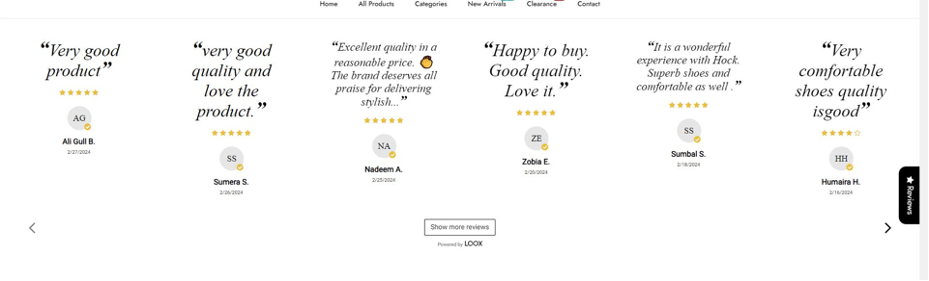 Home All Products Categories New Arrivals Clearance Contact
“Very good
product”
AG
Ali Gull B.
2/27/2024
“very good
quality and
love the
product.”
SS
Sumera S.
2/26/2024
“Excellent quality in a
reasonable price. 👏
The brand deserves all
praise for delivering
stylish...”
NA
Nadeem A.
2/25/2024
“Happy to buy.
Good quality.
Love it.”
ZE
Zobia E.
2/20/2024
“It is a wonderful
experience with Hock.
Superb shoes and
comfortable as well .”
SS
Sumbal S.
2/18/2024
“Very
comfortable
shoes quality
isgood”
HH
Humaira H.
2/16/2024
★ Reviews
Show more reviews
Powered by LOOX